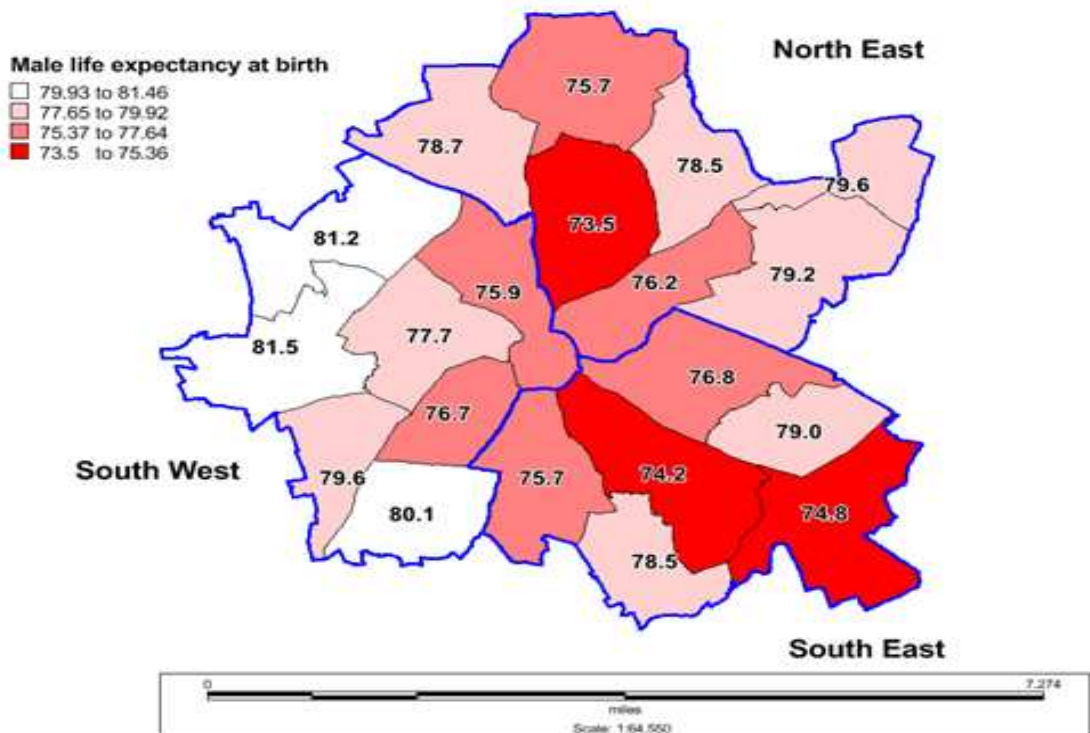 North East
Male life expectancy at birth
79.93 to 81.46
77.65 to 79.92
75.37 to 77.64
73.5 to 75.36
75.7
78.7
78.5
79.6
73.5
81.2
76.2
79.2
75.9
77.7
81.5
76.8
76.7
79.0
South West
79.6
75.7
74.2
80.1
74.8
78.5
South East
0
7.274
miles
Scale: 1:64,550